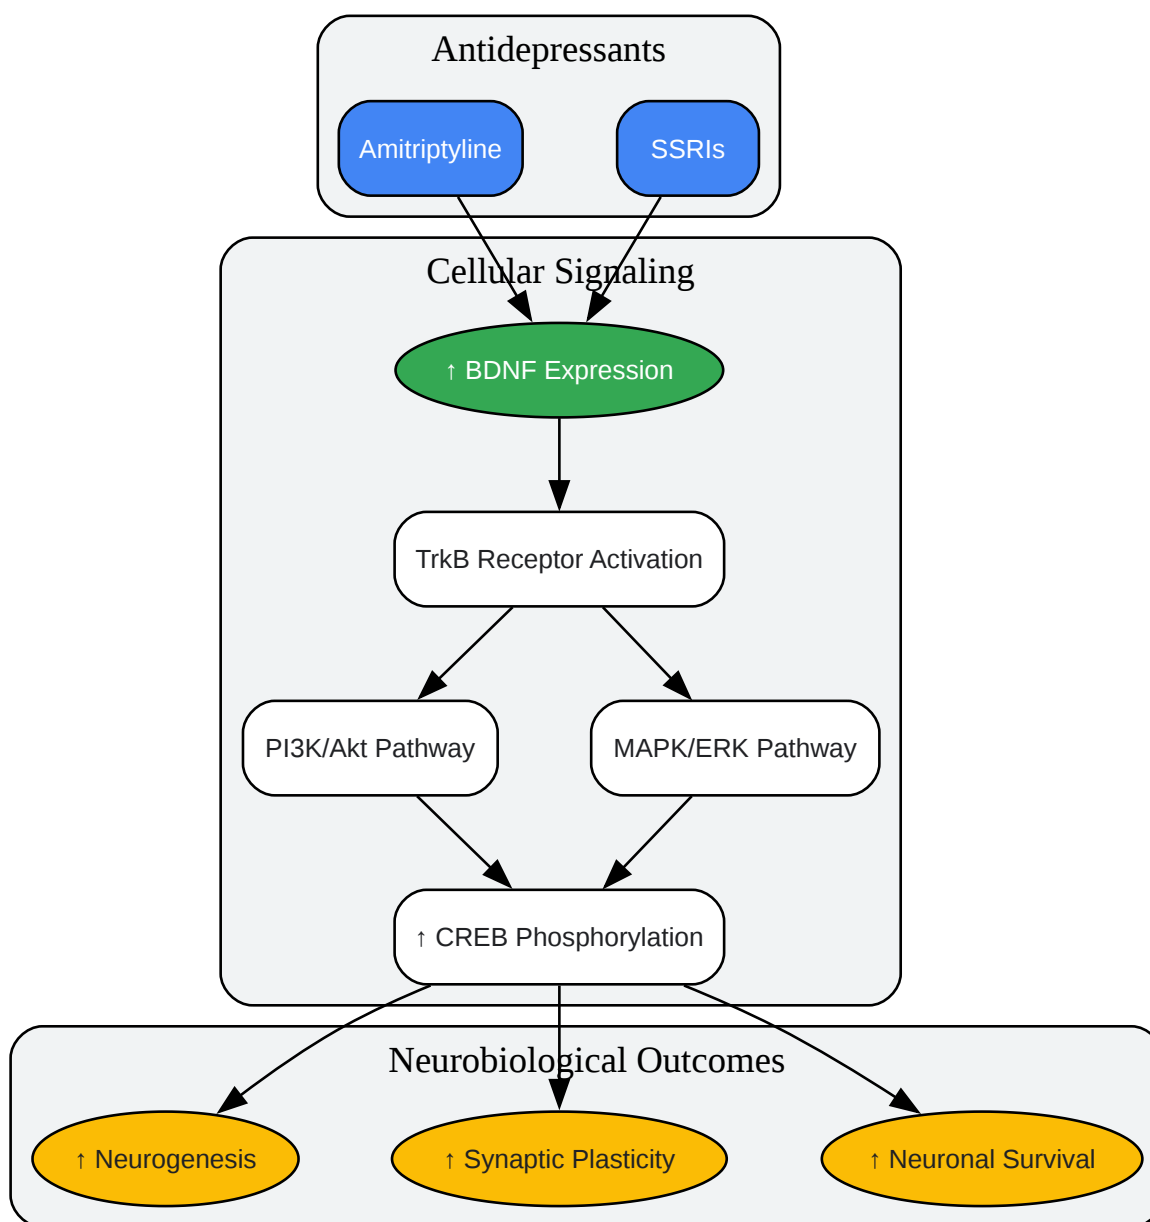 Antidepressants
Amitriptyline
SSRIs
Cellular Signaling
↑ BDNF Expression
TrkB Receptor Activation
PI3K/Akt Pathway
MAPK/ERK Pathway
↑ CREB Phosphorylation
Neurobiological Outcomes
↑ Neurogenesis
↑ Synaptic Plasticity
↑ Neuronal Survival